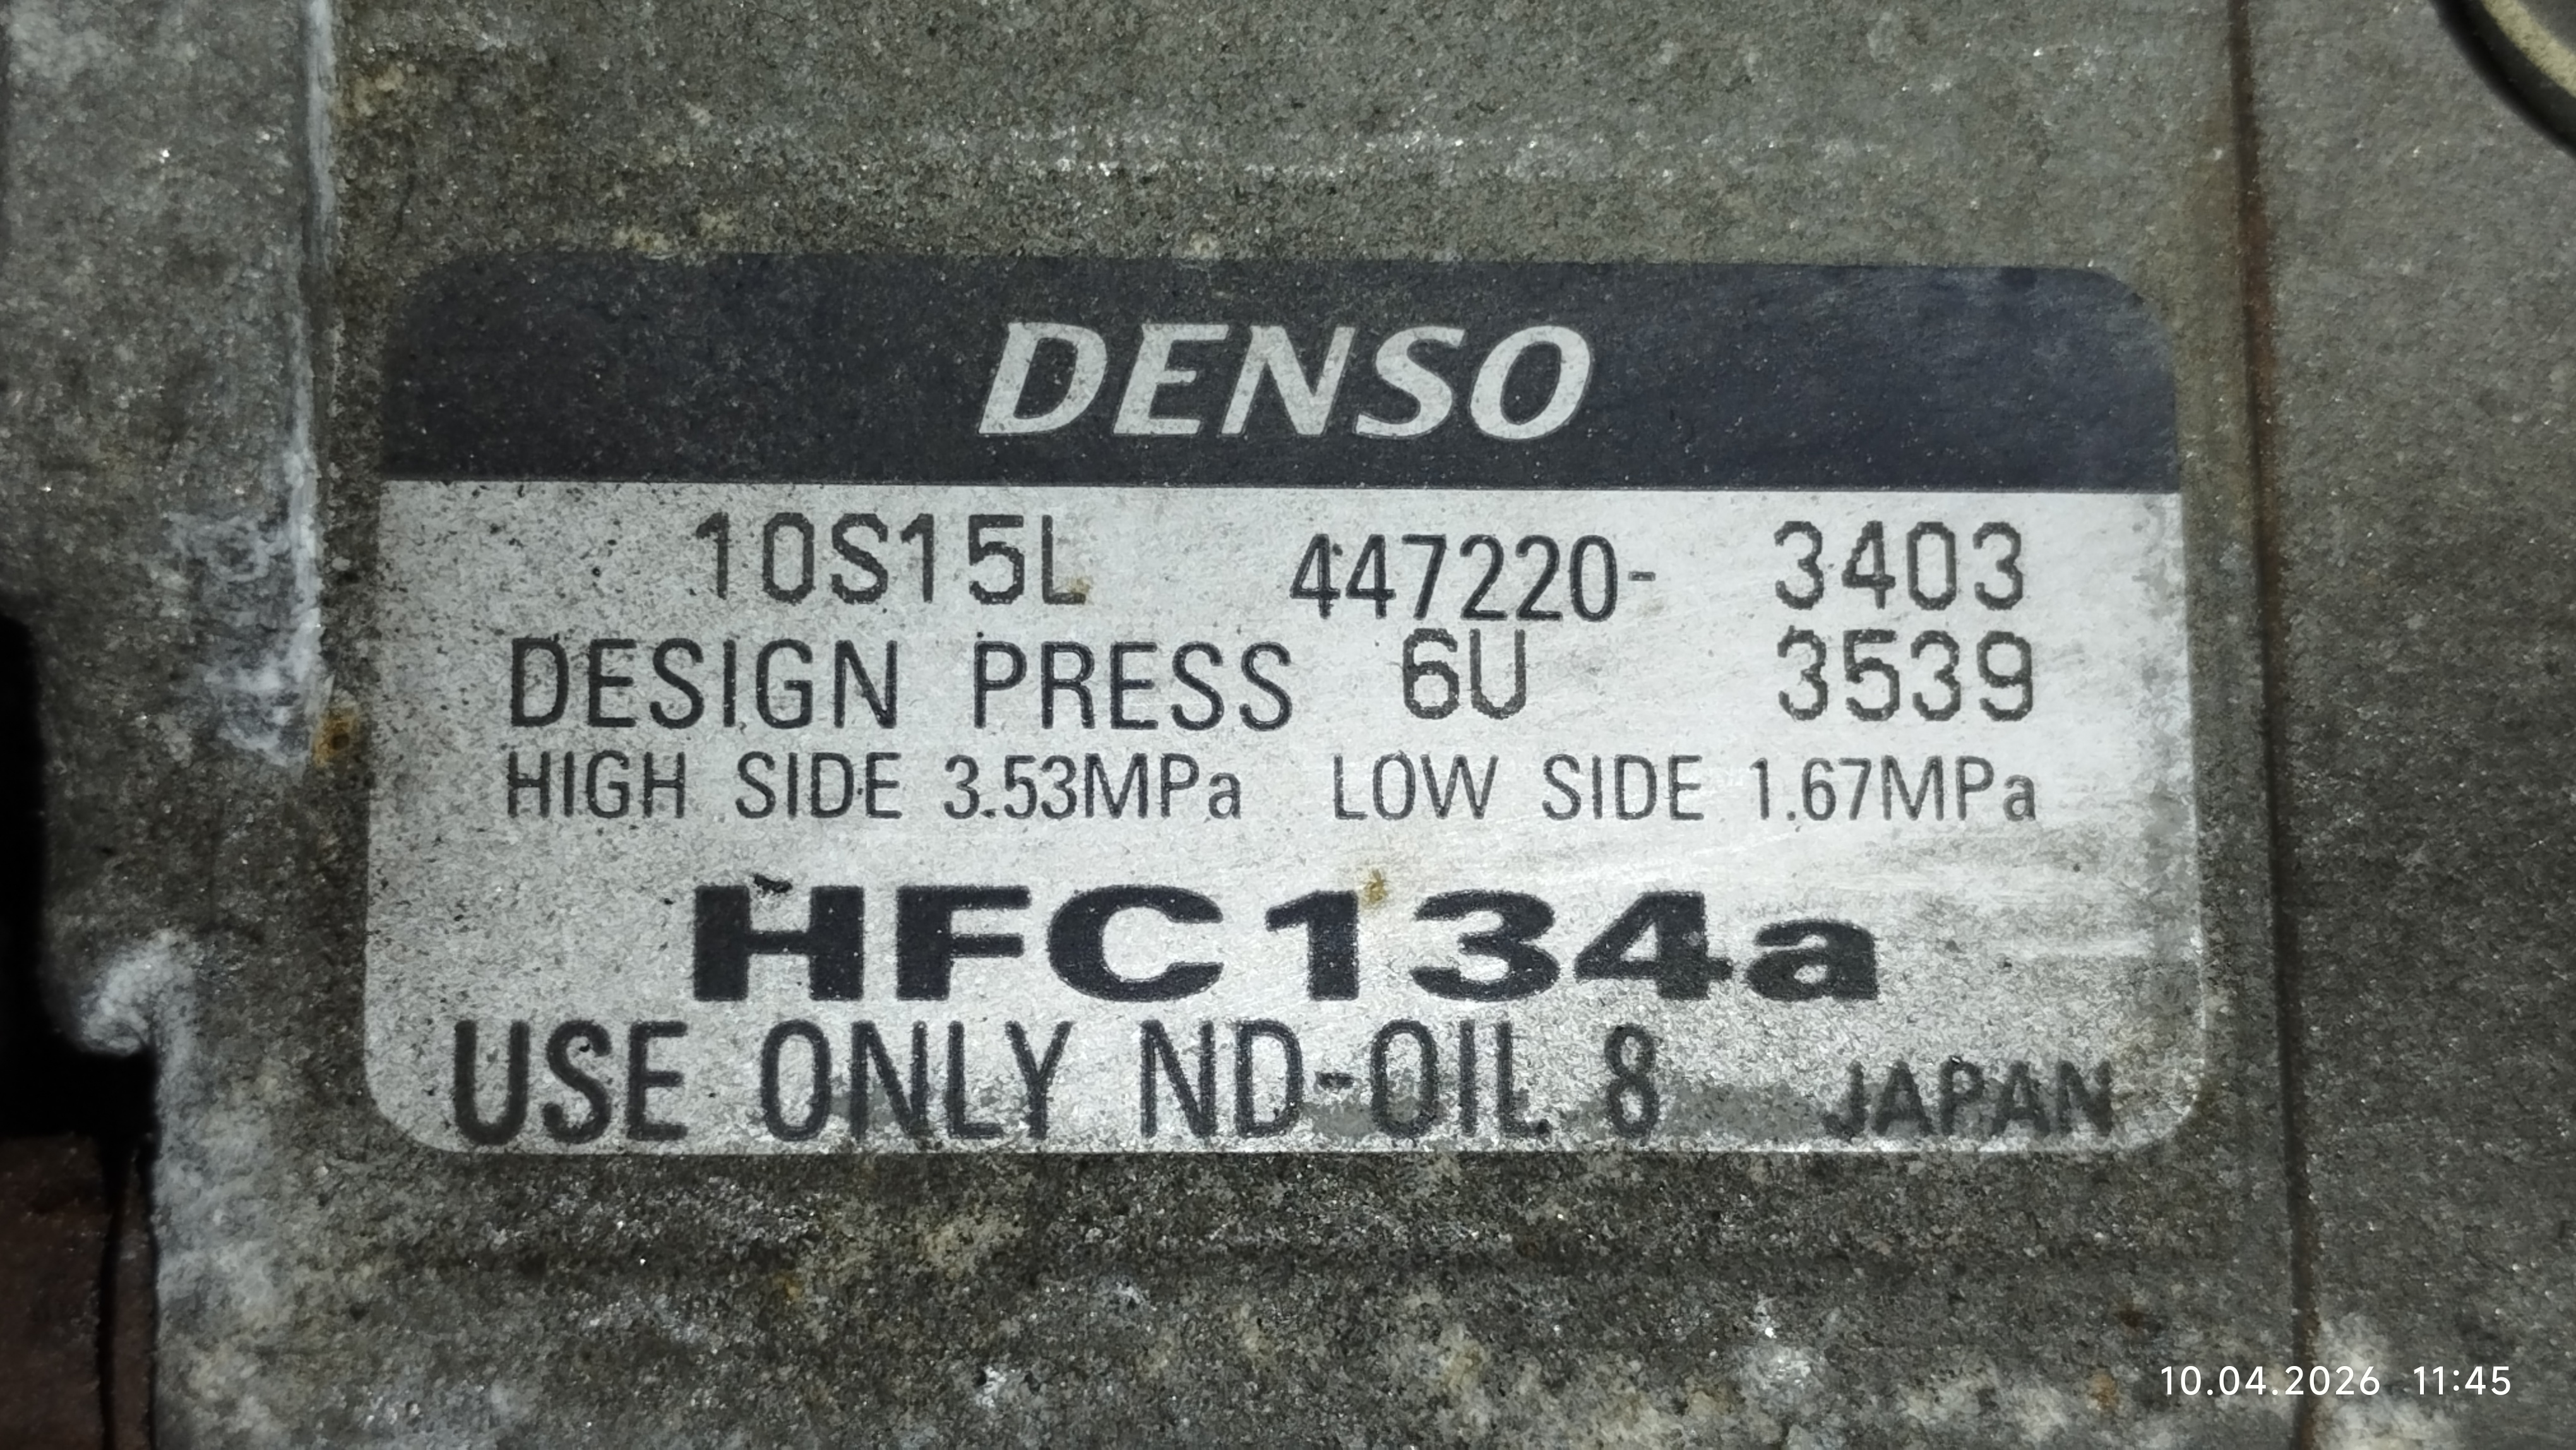 DENSO
10S15L 447220- 3403
DESIGN PRESS 6U 3539
HIGH SIDE 3.53MPa LOW SIDE 1.67MPa
HFC134a
USE ONLY ND-OIL 8 JAPAN
10.04.2026 11:45